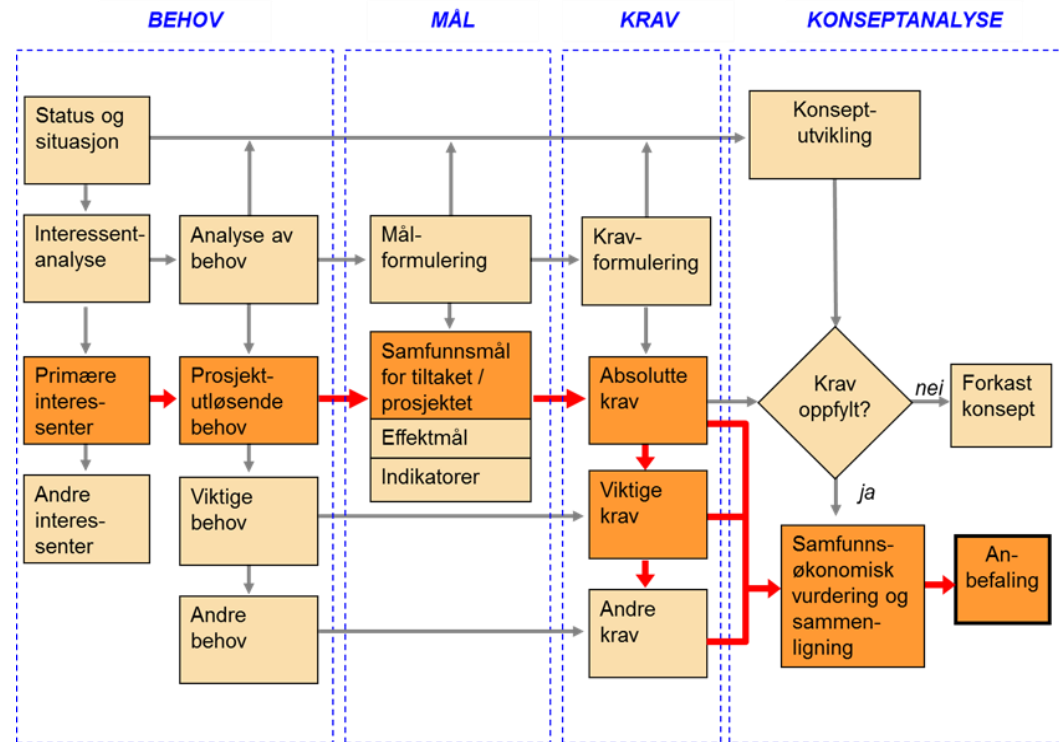 BEHOV
MÅL
KRAV
KONSEPTANALYSE
Status og
situasjon
Konsept-
utvikling
Interessent-
analyse
Analyse av
behov
Mål-
formulering
Krav-
formulering
Primære
interes-
senter
Prosjekt-
utløsende
behov
Samfunnsmål
for tiltaket /
prosjektet
Effektmål
Indikatorer
Absolutte
krav
Krav
oppfylt?
nei
Forkast
konsept
ja
Andre
interes-
senter
Viktige
behov
Viktige
krav
Samfunns-
økonomisk
vurdering og
sammen-
ligning
An-
befaling
Andre
behov
Andre
krav